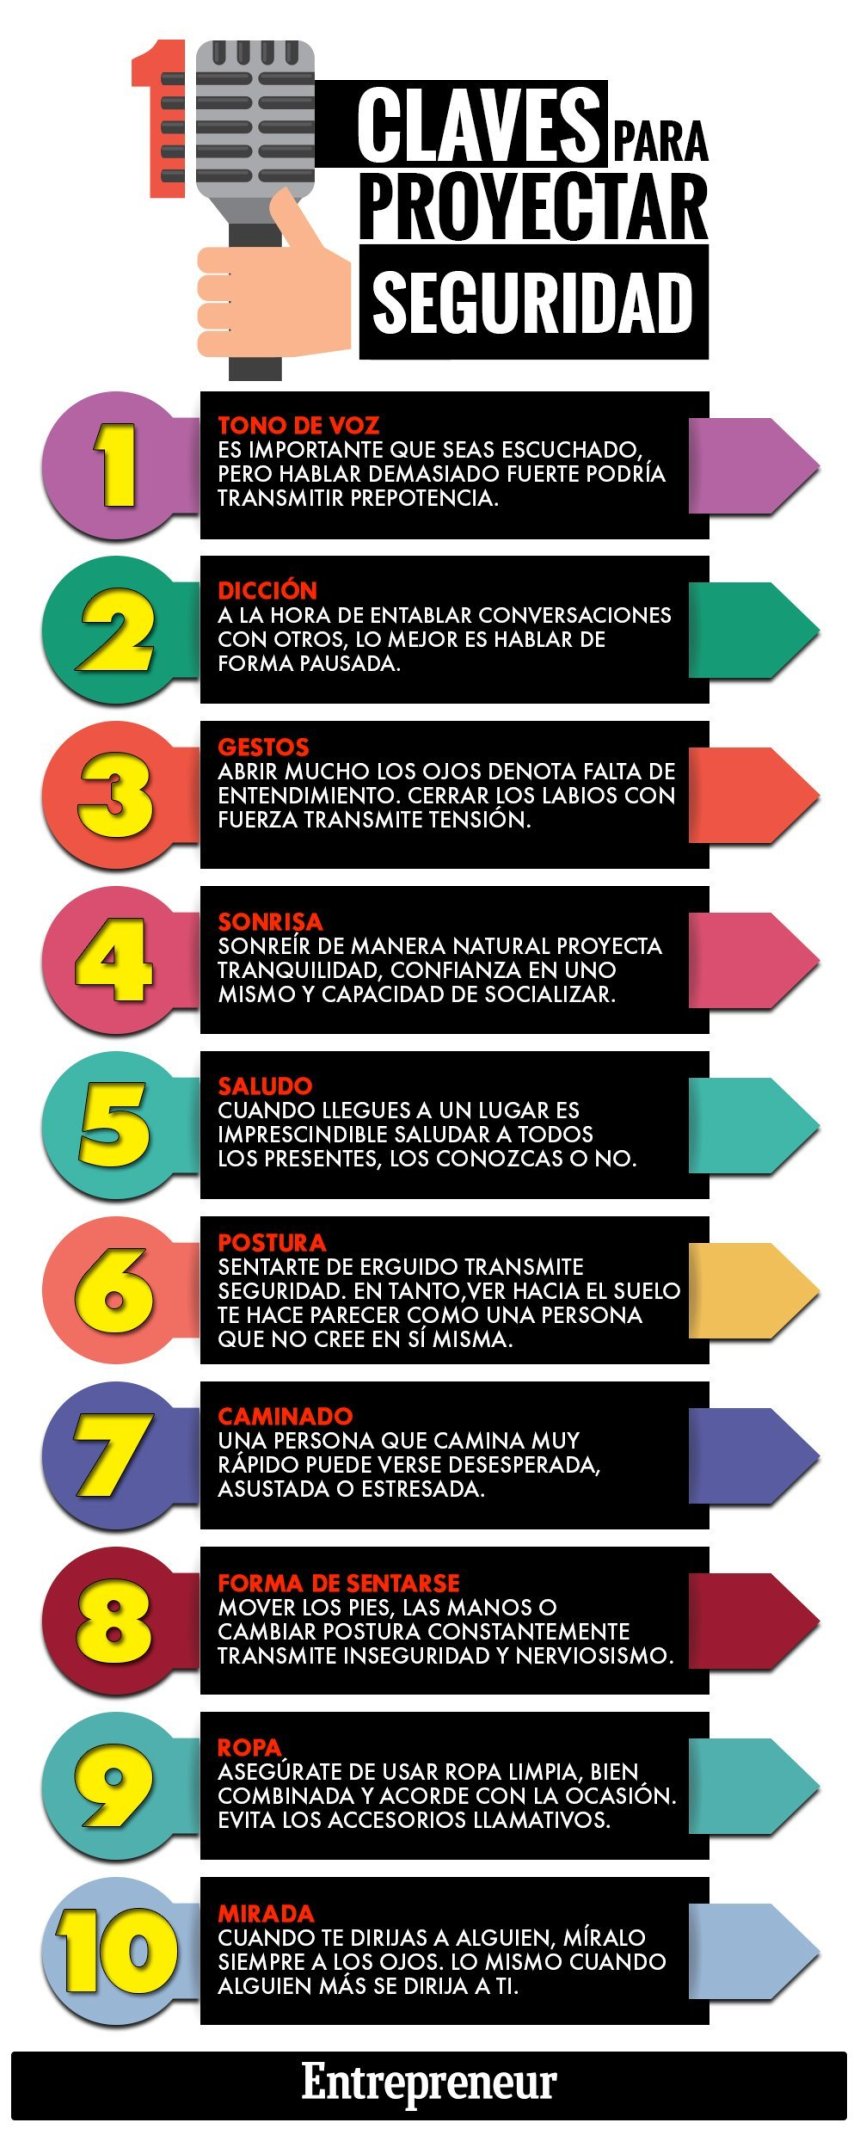 10 CLAVES PARA
PROYECTAR
SEGURIDAD
1
TONO DE VOZ
ES IMPORTANTE QUE SEAS ESCUCHADO,
PERO HABLAR DEMASIADO FUERTE PODRÍA
TRANSMITIR PREPOTENCIA.
2
DICCIÓN
A LA HORA DE ENTABLAR CONVERSACIONES
CON OTROS, LO MEJOR ES HABLAR DE
FORMA PAUSADA.
3
GESTOS
ABRIR MUCHO LOS OJOS DENOTA FALTA DE
ENTENDIMIENTO. CERRAR LOS LABIOS CON
FUERZA TRANSMITE TENSIÓN.
4
SONRISA
SONREÍR DE MANERA NATURAL PROYECTA
TRANQUILIDAD, CONFIANZA EN UNO
MISMO Y CAPACIDAD DE SOCIALIZAR.
5
SALUDO
CUANDO LLEGUES A UN LUGAR ES
IMPRESCINDIBLE SALUDAR A TODOS
LOS PRESENTES, LOS CONOZCAS O NO.
6
POSTURA
SENTARTE DE ERGUIDO TRANSMITE
SEGURIDAD. EN TANTO,VER HACIA EL SUELO
TE HACE PARECER COMO UNA PERSONA
QUE NO CREE EN SÍ MISMA.
7
CAMINADO
UNA PERSONA QUE CAMINA MUY
RÁPIDO PUEDE VERSE DESESPERADA,
ASUSTADA O ESTRESADA.
8
FORMA DE SENTARSE
MOVER LOS PIES, LAS MANOS O
CAMBIAR POSTURA CONSTANTEMENTE
TRANSMITE INSEGURIDAD Y NERVIOSISMO.
9
ROPA
ASEGÚRATE DE USAR ROPA LIMPIA, BIEN
COMBINADA Y ACORDE CON LA OCASIÓN.
EVITA LOS ACCESORIOS LLAMATIVOS.
10
MIRADA
CUANDO TE DIRIJAS A ALGUIEN, MÍRALO
SIEMPRE A LOS OJOS. LO MISMO CUANDO
ALGUIEN MÁS SE DIRIJA A TI.
Entrepreneur